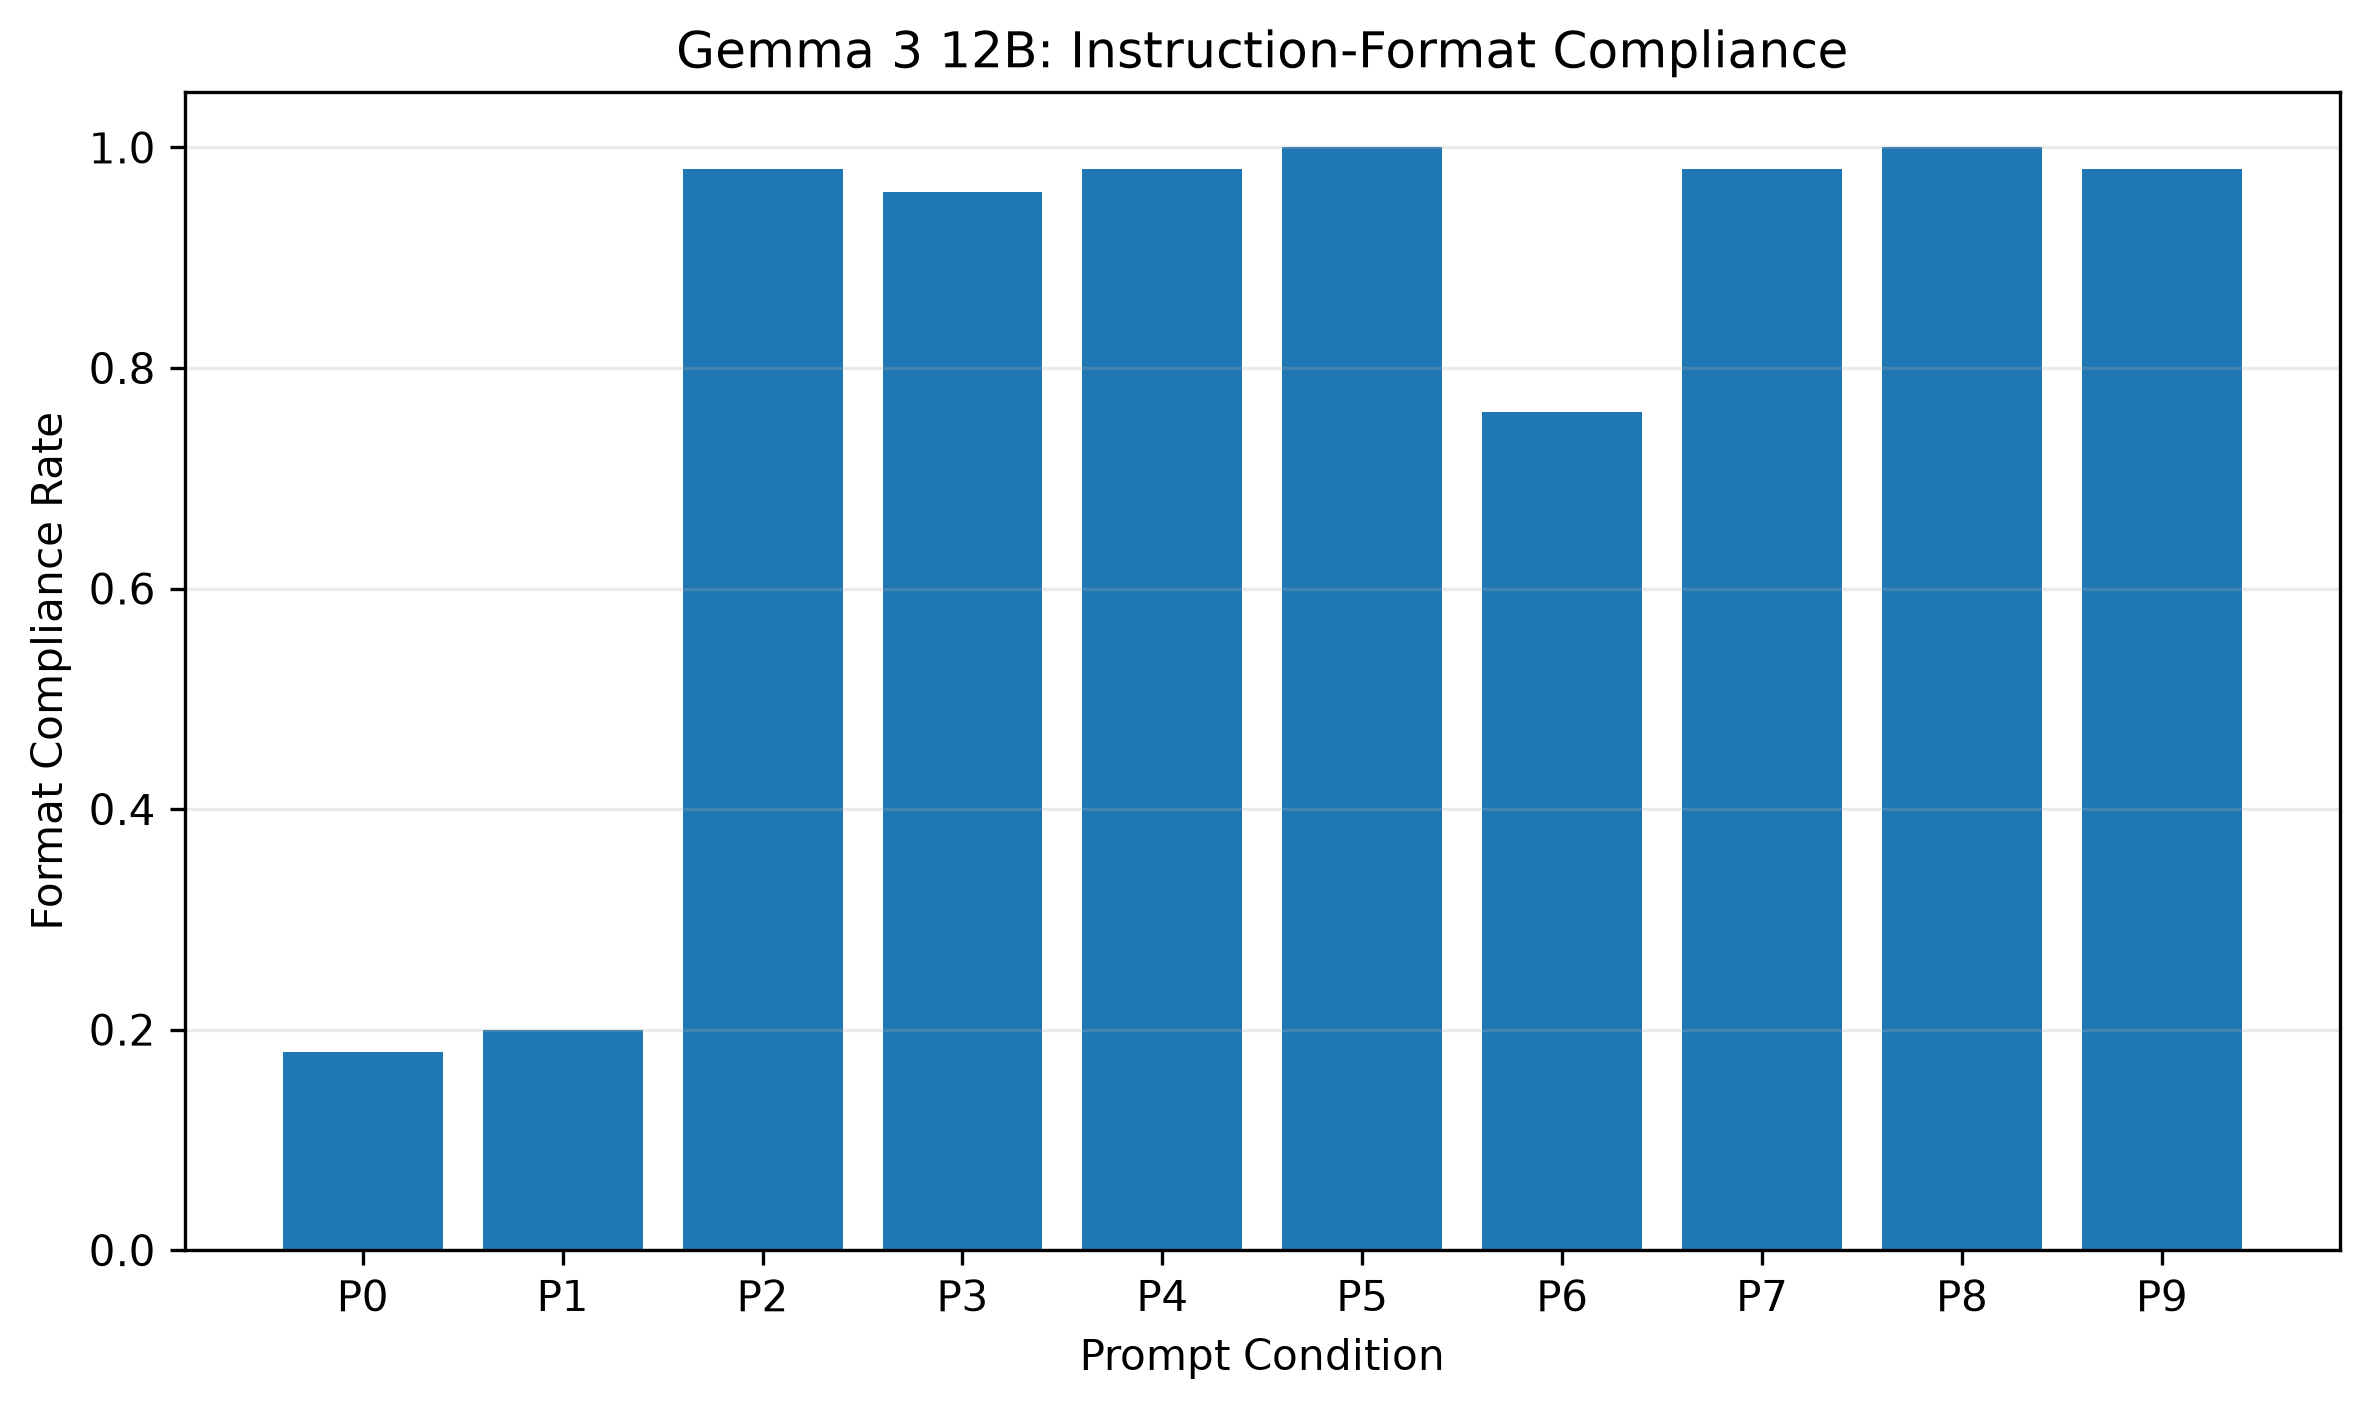 Gemma 3 12B: Instruction-Format Compliance
Format Compliance Rate
1.0
0.8
0.6
0.4
0.2
0.0
P0 P1 P2 P3 P4 P5 P6 P7 P8 P9
Prompt Condition